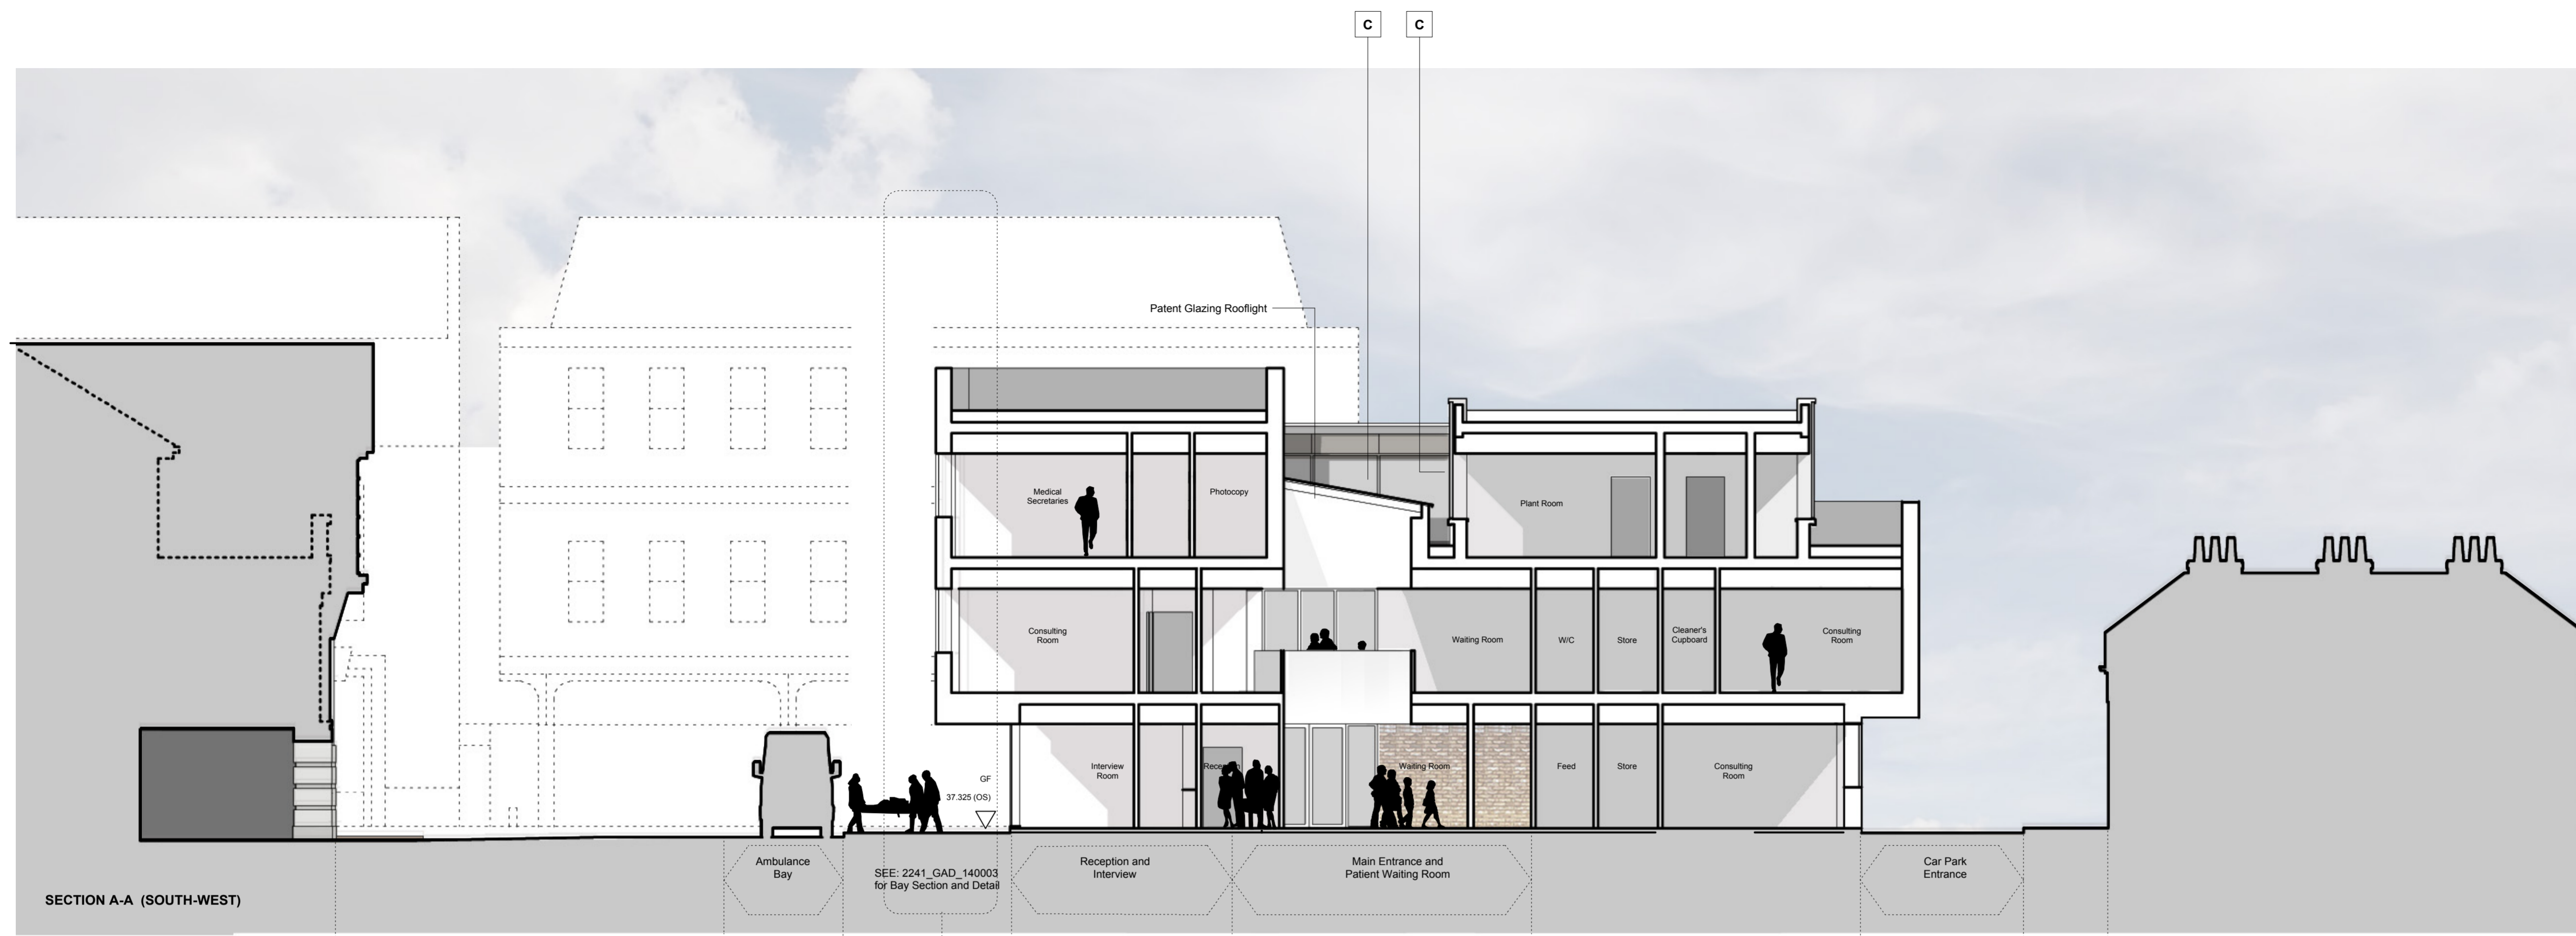 C
C
Patent Glazing Rooflight
Medical
Secretaries
Photocopy
Plant Room
Consulting
Room
Waiting Room
W/C
Store
Cleaner's
Cupboard
Consulting
Room
GF
37.325 (OS)
Interview
Room
Waiting Room
Feed
Store
Consulting
Room
Ambulance
Bay
SEE: 2241_GAD_140003
for Bay Section and Detail
Reception and
Interview
Main Entrance and
Patient Waiting Room
Car Park
Entrance
SECTION A-A (SOUTH-WEST)